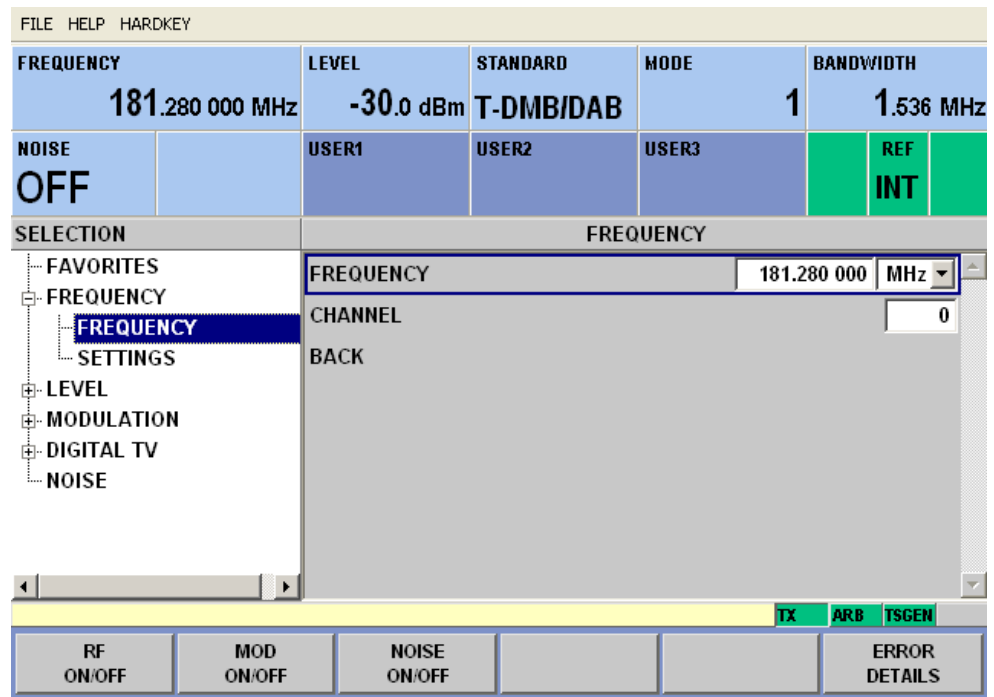 FILE HELP HARDKEY
FREQUENCY LEVEL STANDARD MODE BANDWIDTH
181.280 000 MHz -30.0 dBm T-DMB/DAB 1 1.536 MHz
NOISE USER1 USER2 USER3 REF
OFF INT
SELECTION FREQUENCY
FAVORITES
FREQUENCY
FREQUENCY
SETTINGS
LEVEL
MODULATION
DIGITAL TV
NOISE
FREQUENCY 181.280 000 MHz
CHANNEL 0
BACK
TX ARB TSGEN
RF ON/OFF
MOD ON/OFF
NOISE ON/OFF
ERROR DETAILS